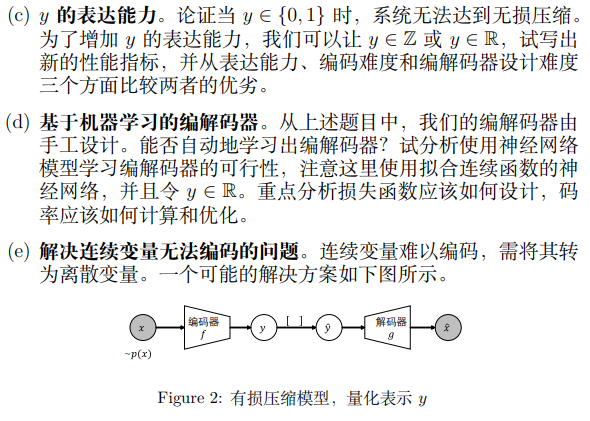 (c) y 的表达能力。论证当 y ∈ {0, 1} 时，系统无法达到无损压缩。
为了增加 y 的表达能力，我们可以让 y ∈ ℤ 或 y ∈ ℝ，试写出
新的性能指标，并从表达能力、编码难度和编解码器设计难度
三个方面比较两者的优劣。
(d) 基于机器学习的编解码器。从上述题目中，我们的编解码器由
手工设计。能否自动地学习出编解码器？试分析使用神经网络
模型学习编解码器的可行性，注意这里使用拟合连续函数的神
经网络，并且令 y ∈ ℝ。重点分析损失函数应该如何设计，码
率应该如何计算和优化。
(e) 解决连续变量无法编码的问题。连续变量难以编码，需将其转
为离散变量。一个可能的解决方案如下图所示。
x 编码器 f y [ ] ŷ 解码器 g x̂
~p(x)
Figure 2: 有损压缩模型，量化表示 y